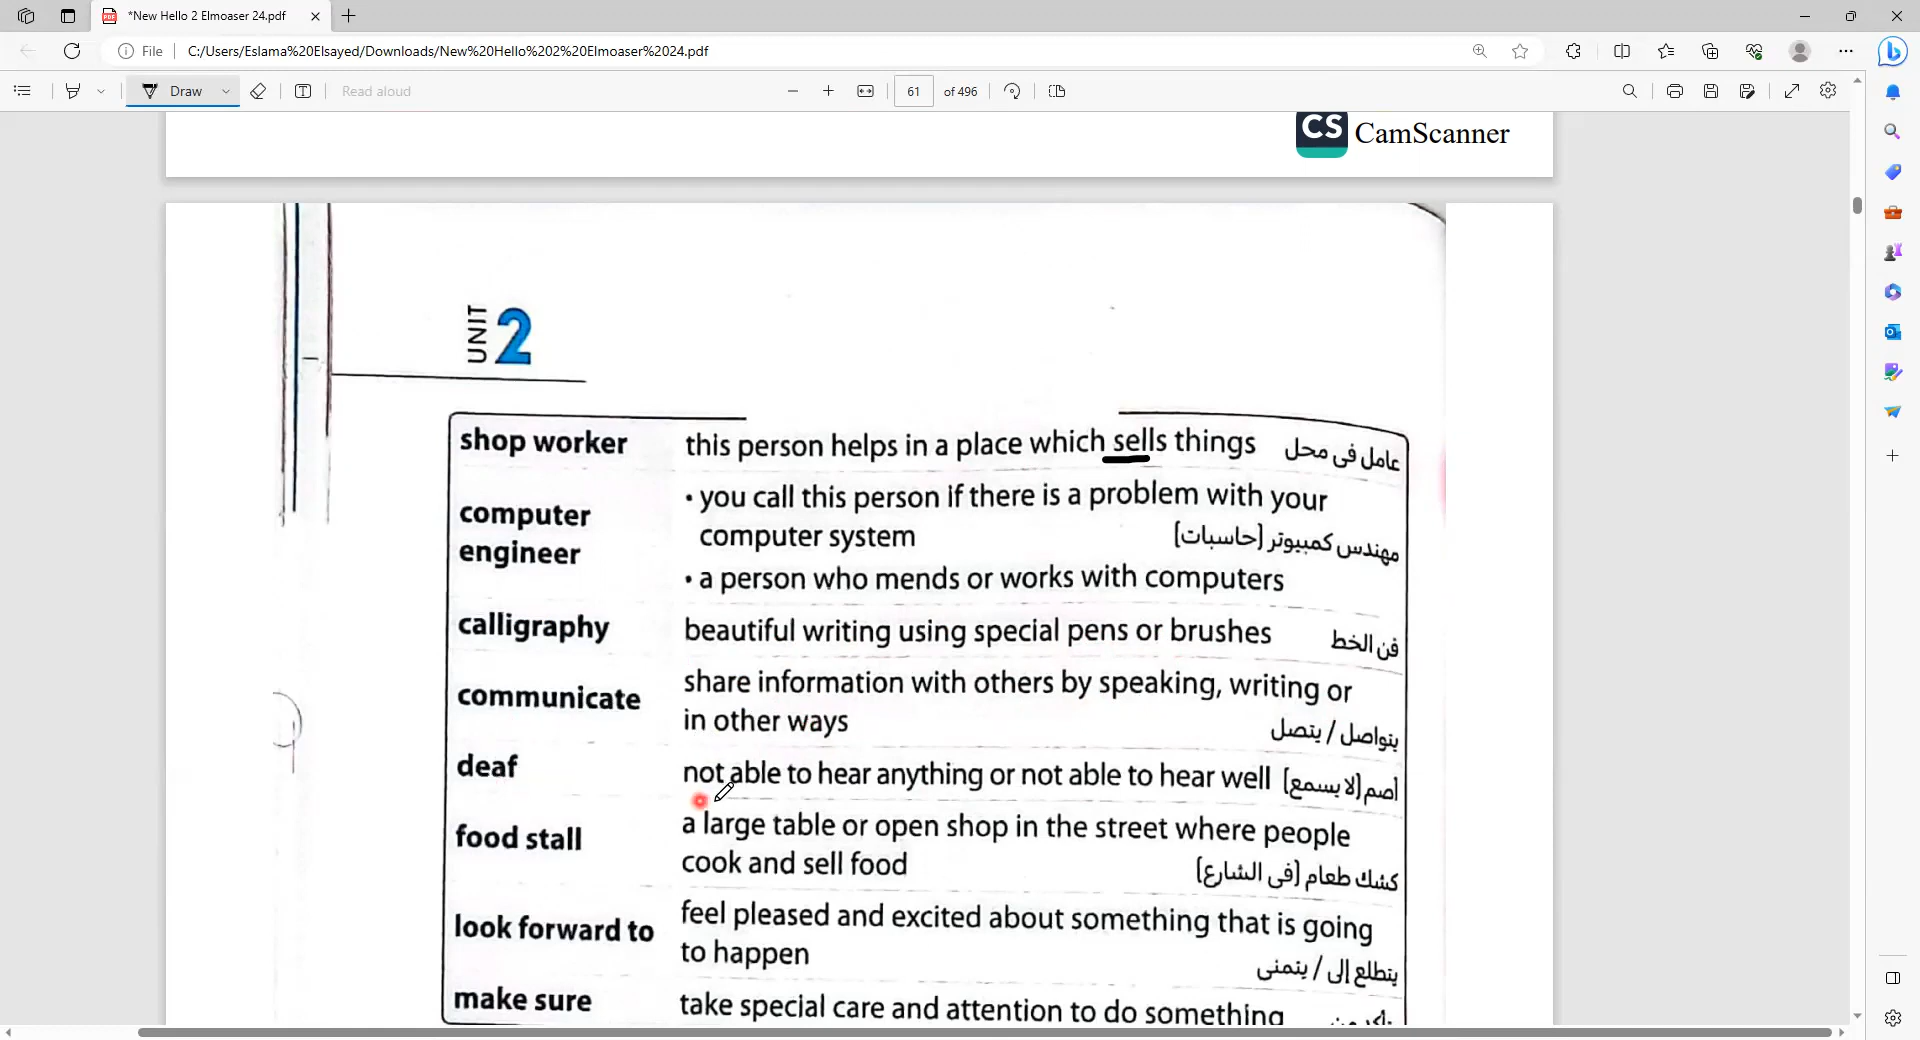 *New Hello 2 Elmoaser 24.pdf
File
C:/Users/Eslama%20Elsayed/Downloads/New%20Hello%202%20Elmoaser%2024.pdf
Draw
Read aloud
61 of 496
CS CamScanner
UNIT 2
shop worker this person helps in a place which sells things عامل فى محل
computer engineer
• you call this person if there is a problem with your
computer system مهندس كمبيوتر [حاسبات]
• a person who mends or works with computers
calligraphy beautiful writing using special pens or brushes فن الخط
communicate share information with others by speaking, writing or
in other ways يتواصل / يتصل
deaf not able to hear anything or not able to hear well أصم [لا يسمع]
food stall a large table or open shop in the street where people
cook and sell food كشك طعام [فى الشارع]
look forward to feel pleased and excited about something that is going
to happen يتطلع إلى / يتمنى
make sure take special care and attention to do something